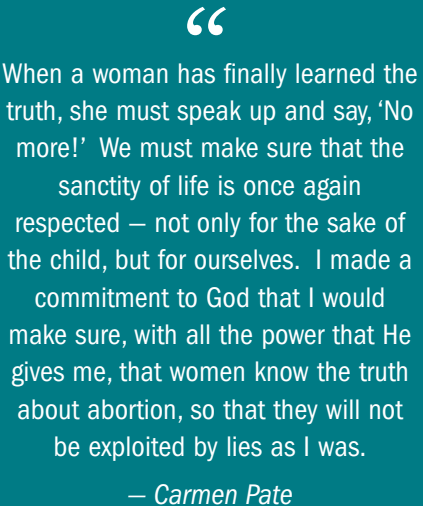 “
When a woman has finally learned the
truth, she must speak up and say, ‘No
more!’ We must make sure that the
sanctity of life is once again
respected — not only for the sake of
the child, but for ourselves. I made a
commitment to God that I would
make sure, with all the power that He
gives me, that women know the truth
about abortion, so that they will not
be exploited by lies as I was.
— Carmen Pate